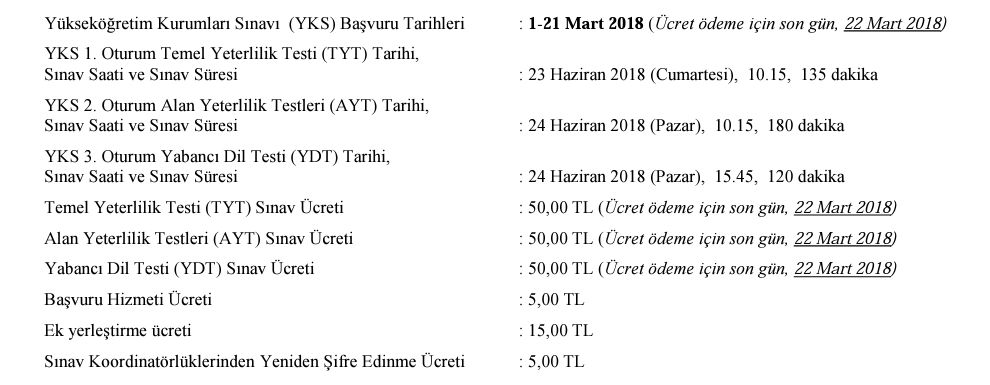 Yükseköğretim Kurumları Sınavı (YKS) Başvuru Tarihleri : 1-21 Mart 2018 (Ücret ödeme için son gün, 22 Mart 2018)
YKS 1. Oturum Temel Yeterlilik Testi (TYT) Tarihi,
Sınav Saati ve Sınav Süresi : 23 Haziran 2018 (Cumartesi), 10.15, 135 dakika
YKS 2. Oturum Alan Yeterlilik Testleri (AYT) Tarihi,
Sınav Saati ve Sınav Süresi : 24 Haziran 2018 (Pazar), 10.15, 180 dakika
YKS 3. Oturum Yabancı Dil Testi (YDT) Tarihi,
Sınav Saati ve Sınav Süresi : 24 Haziran 2018 (Pazar), 15.45, 120 dakika
Temel Yeterlilik Testi (TYT) Sınav Ücreti : 50,00 TL (Ücret ödeme için son gün, 22 Mart 2018)
Alan Yeterlilik Testleri (AYT) Sınav Ücreti : 50,00 TL (Ücret ödeme için son gün, 22 Mart 2018)
Yabancı Dil Testi (YDT) Sınav Ücreti : 50,00 TL (Ücret ödeme için son gün, 22 Mart 2018)
Başvuru Hizmeti Ücreti : 5,00 TL
Ek yerleştirme ücreti : 15,00 TL
Sınav Koordinatörlüklerinden Yeniden Şifre Edinme Ücreti : 5,00 TL